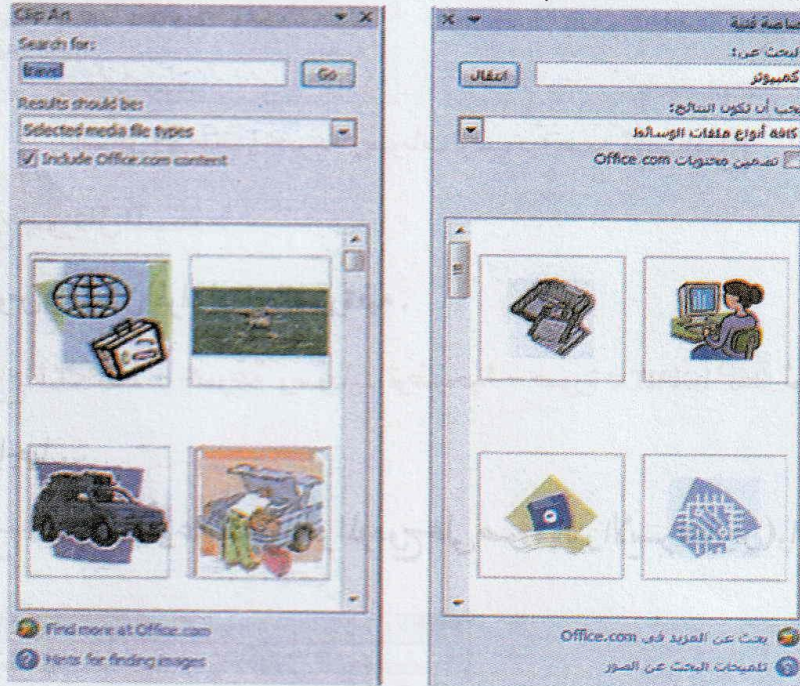 Clip Art
Search for:
travel
Go
Results should be:
Selected media file types
Include Office.com content
Find more at Office.com
Hints for finding images
قصاصة فنية
البحث عن:
كمبيوتر
انتقال
يجب أن تكون النتائج:
كافة أنواع ملفات الوسائط
تضمين محتويات Office.com
بحث عن المزيد في Office.com
تلميحات البحث عن الصور